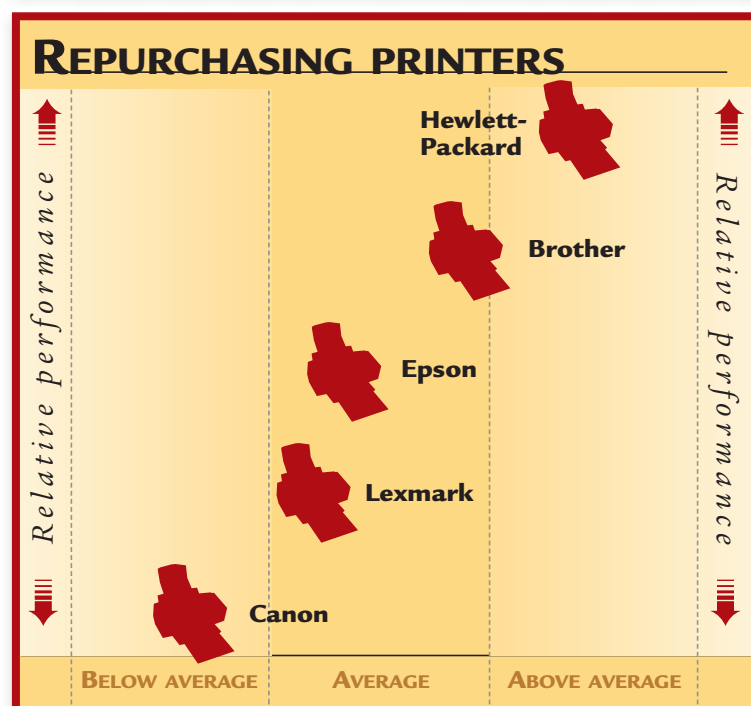 REPURCHASING PRINTERS
Relative performance
Hewlett-
Packard
Brother
Epson
Lexmark
Canon
Relative performance
BELOW AVERAGE
AVERAGE
ABOVE AVERAGE